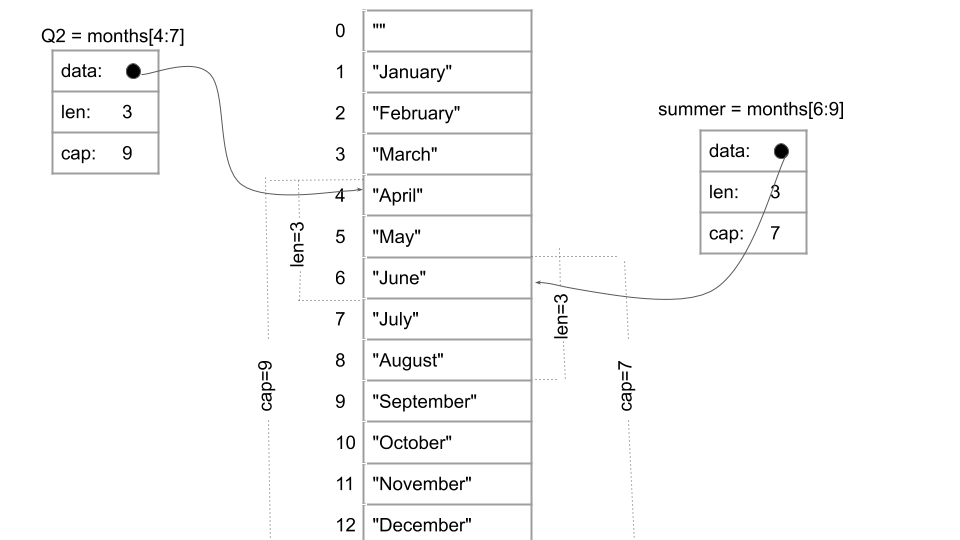 Q2 = months[4:7]
data:
len: 3
cap: 9
0 ""
1 "January"
2 "February"
3 "March"
4 "April"
5 "May"
6 "June"
7 "July"
8 "August"
9 "September"
10 "October"
11 "November"
12 "December"
len=3
cap=9
len=3
cap=7
summer = months[6:9]
data:
len: 3
cap: 7